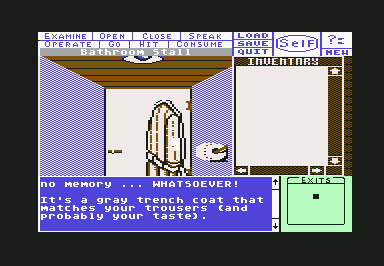 EXAMINE OPEN CLOSE SPEAK
OPERATE GO HIT CONSUME
LOAD
SAVE
QUIT
SELF
?=
NEW
Bathroom Stall
INVENTARY
no memory ... WHATSOEVER!
It's a gray trench coat that
matches your trousers (and
probably your taste).
EXITS